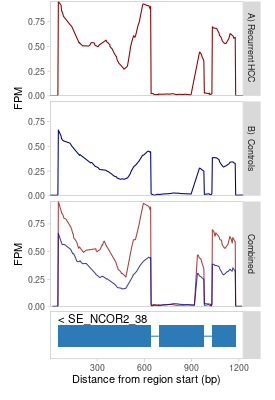 FPM
0.75
0.50
0.25
0.00
A) Recurrent HCC
0.75
0.50
0.25
0.00
B) Controls
FPM
0.75
0.50
0.25
0.00
Combined
< SE_NCOR2_38
300
600
900
1200
Distance from region start (bp)